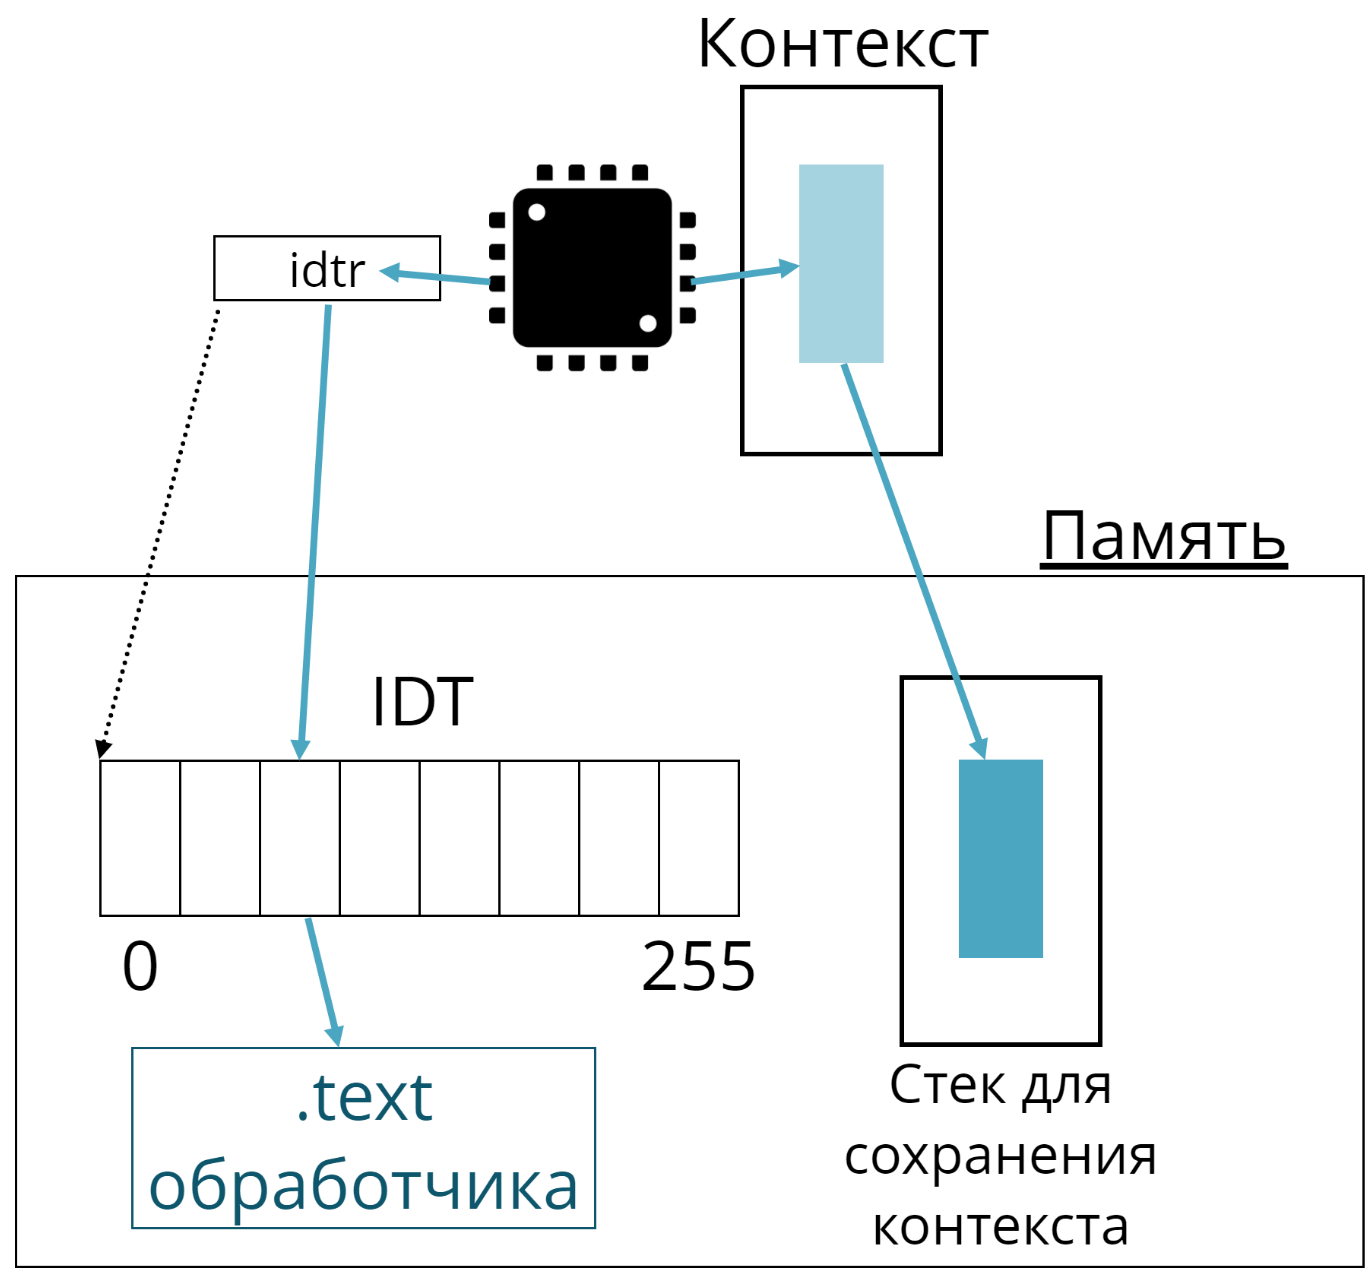 Контекст
idtr
Память
IDT
0
255
.text
обработчика
Стек для
сохранения
контекста